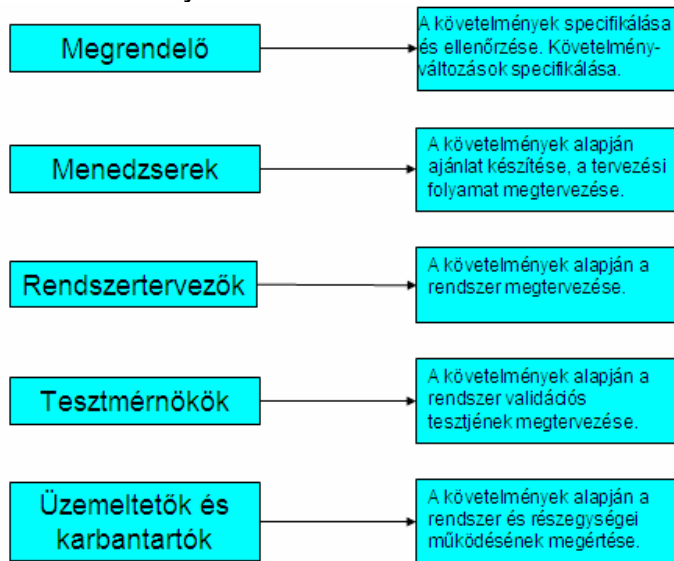 Megrendelő
A követelmények specifikálása
és ellenőrzése. Követelmény-
változások specifikálása.
Menedzserek
A követelmények alapján
ajánlat készítése, a tervezési
folyamat megtervezése.
Rendszertervezők
A követelmények alapján a
rendszer megtervezése.
Tesztmérnökök
A követelmények alapján a
rendszer validációs
tesztjének megtervezése.
Üzemeltetők és
karbantartók
A követelmények alapján a
rendszer és részegységei
működésének megértése.